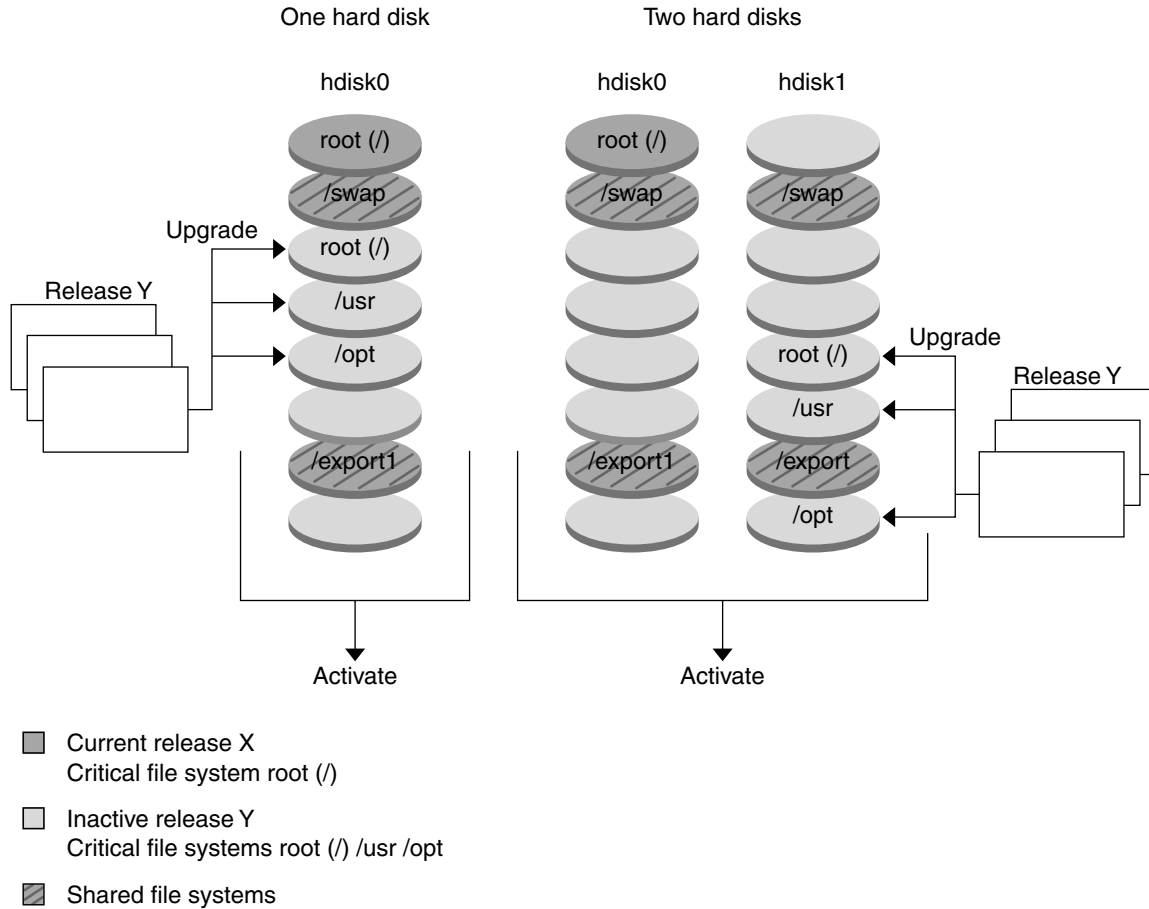 One hard disk
Two hard disks
hdisk0
hdisk0
hdisk1
root (/)
root (/)
/swap
/swap
/swap
Upgrade
root (/)
Release Y
/usr
/opt
root (/)
Upgrade
Release Y
/usr
/export1
/export1
/export
/opt
Activate
Activate
Current release X
Critical file system root (/)
Inactive release Y
Critical file systems root (/) /usr /opt
Shared file systems